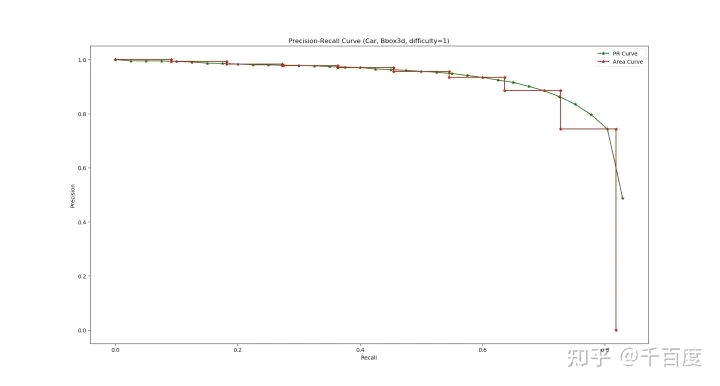 Precision-Recall Curve (Car, Bbox3d, difficulty=1)
PR Curve
Area Curve
1.0
0.8
0.6
0.4
0.2
0.0
Precision
0.0
0.2
0.4
0.6
0.8
Recall
知乎 @千百度